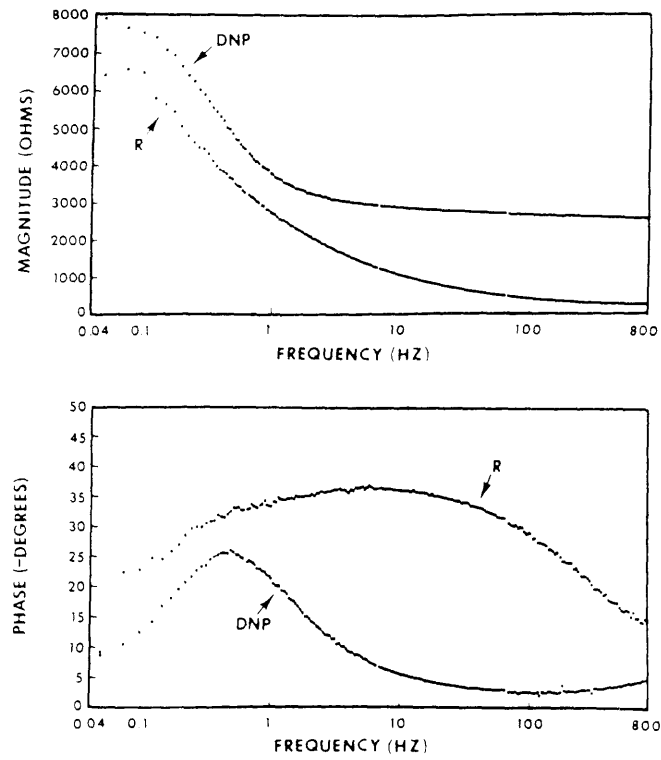 8000
7000
6000
5000
4000
3000
2000
1000
0
MAGNITUDE (OHMS)
DNP
R
0.04 0.1 1 10 100 800
FREQUENCY (HZ)
50
45
40
35
30
25
20
15
10
5
0
PHASE (-DEGREES)
R
DNP
0 04 0.1 1 10 100 800
FREQUENCY (HZ)